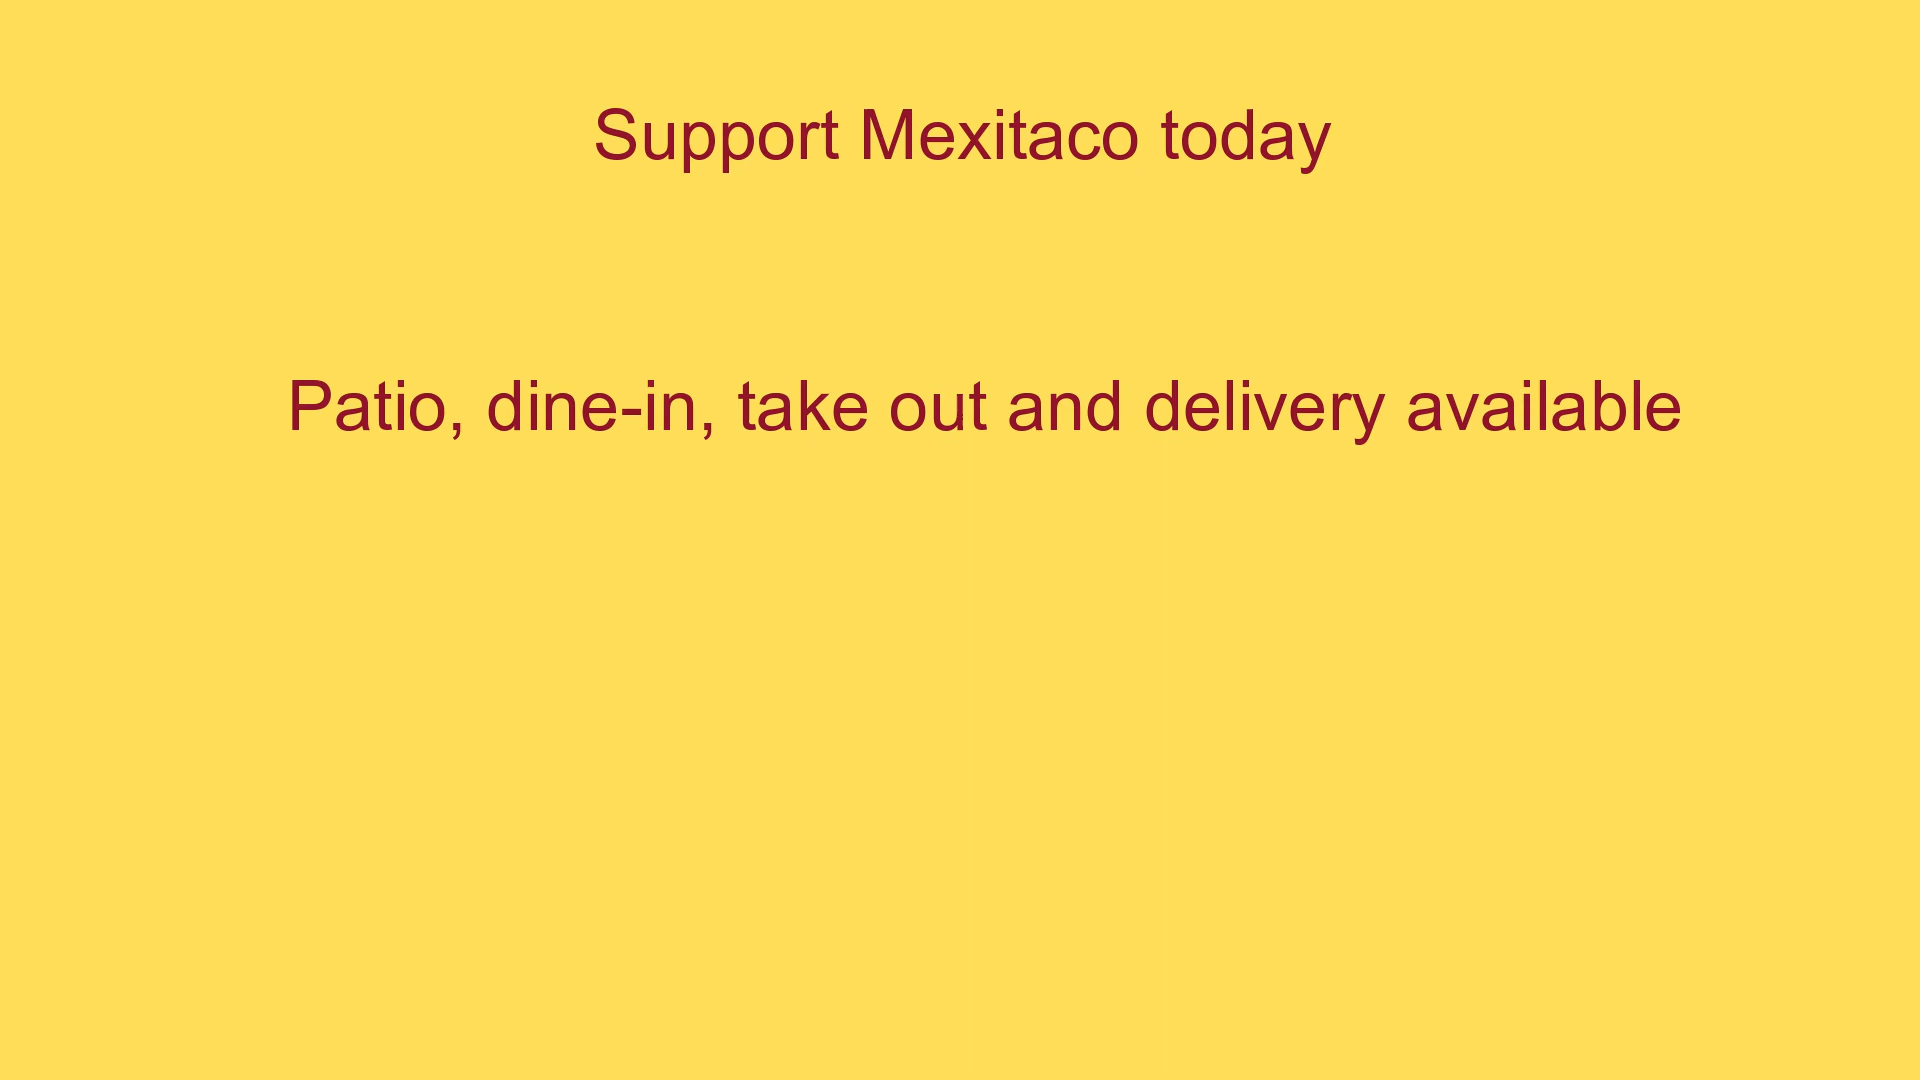 Support Mexitaco today
Patio, dine-in, take out and delivery available